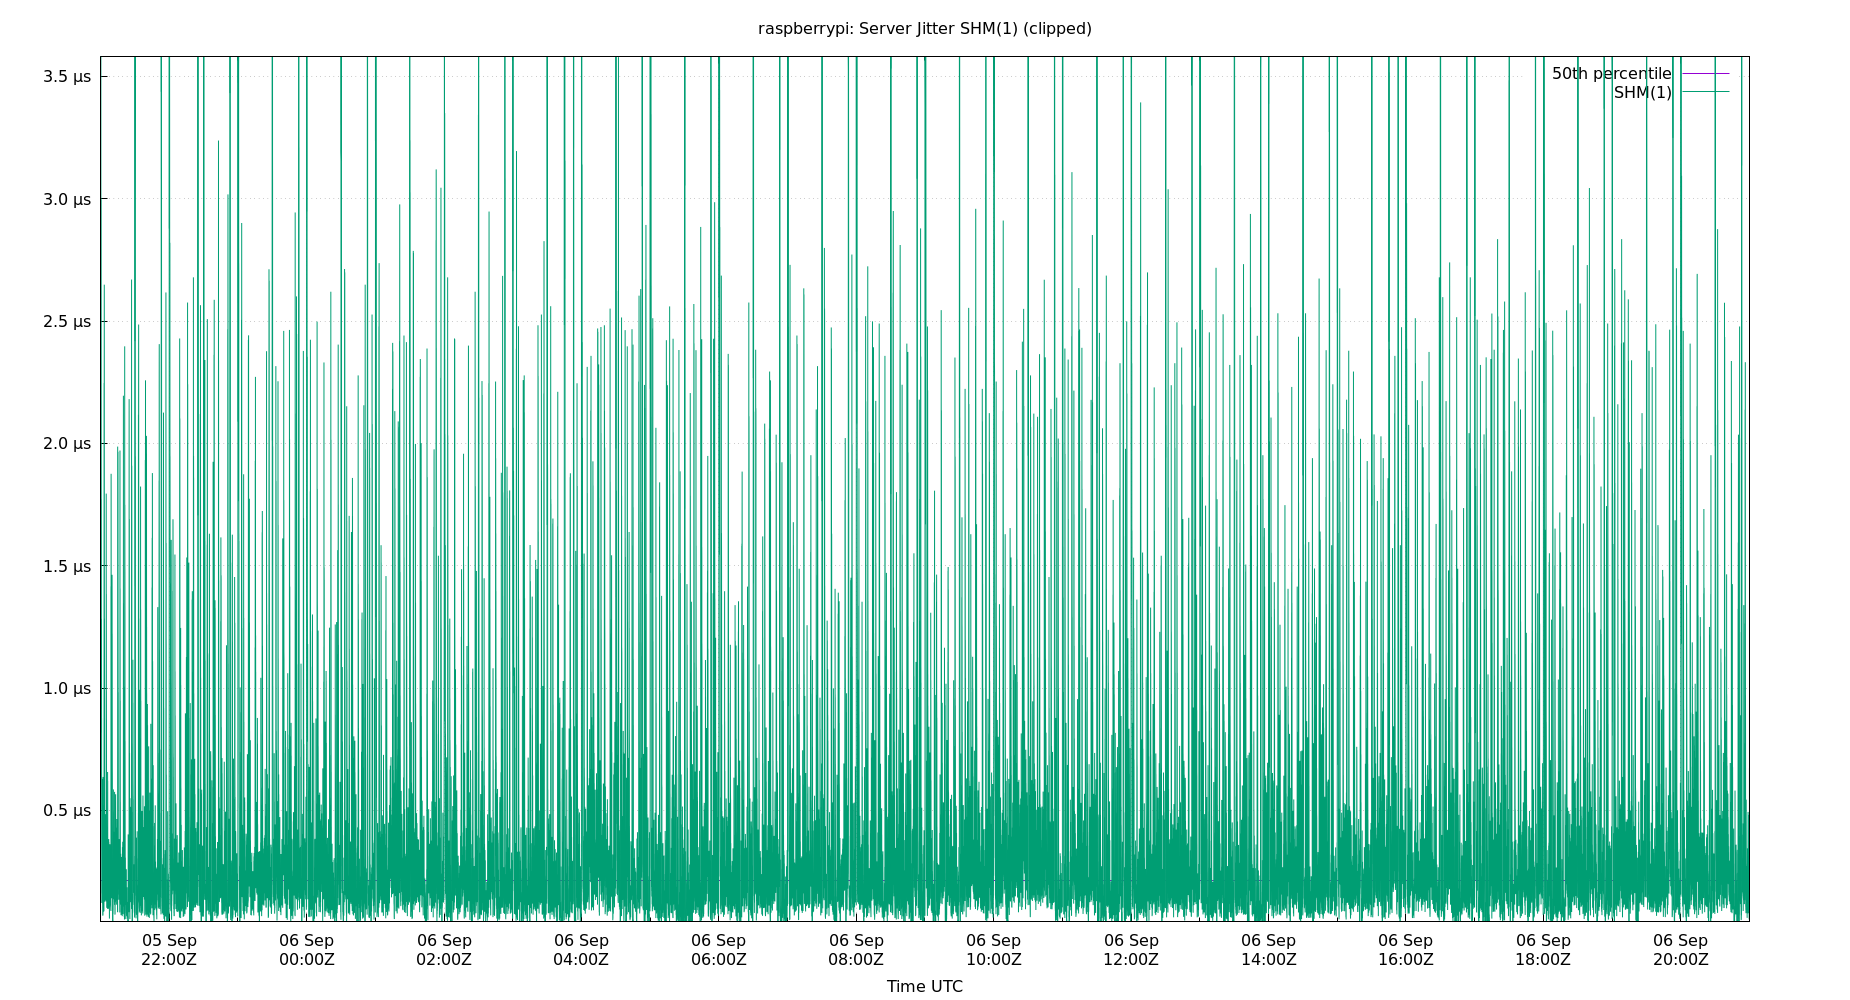 raspberrypi: Server Jitter SHM(1) (clipped)
50th percentile
SHM(1)
3.5 µs
3.0 µs
2.5 µs
2.0 µs
1.5 µs
1.0 µs
0.5 µs
05 Sep 06 Sep 06 Sep 06 Sep 06 Sep 06 Sep 06 Sep 06 Sep 06 Sep 06 Sep 06 Sep 06 Sep
22:00Z 00:00Z 02:00Z 04:00Z 06:00Z 08:00Z 10:00Z 12:00Z 14:00Z 16:00Z 18:00Z 20:00Z
Time UTC